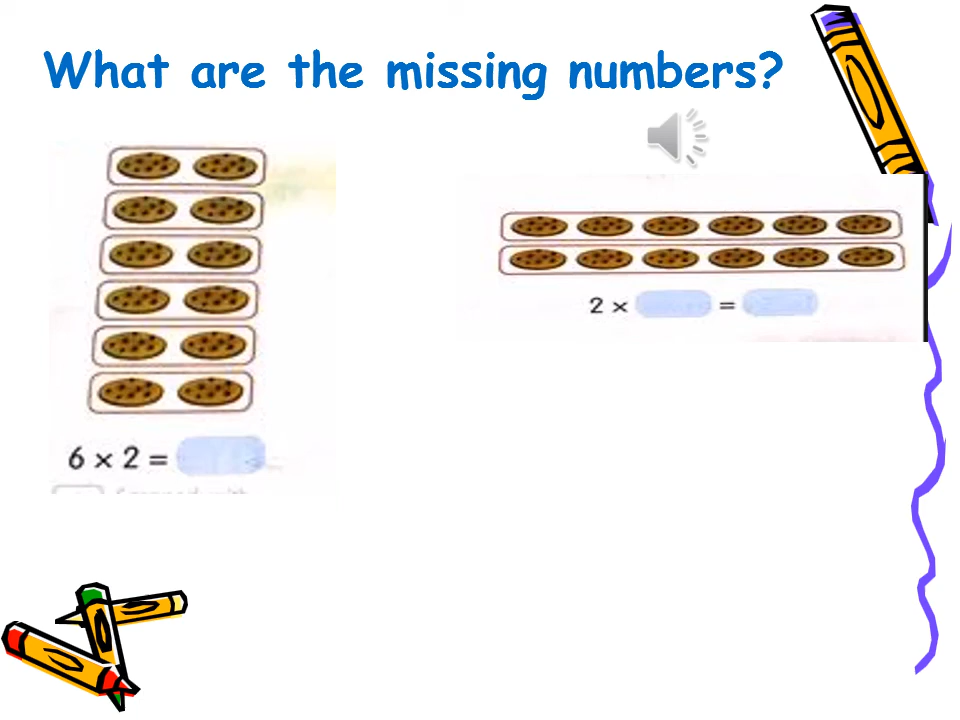 What are the missing numbers?
6 × 2 =
2 × =